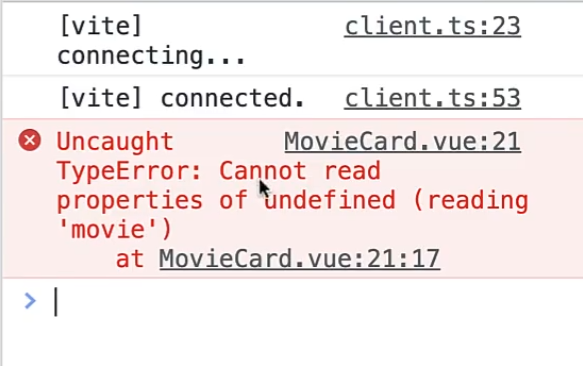 [vite] client.ts:23
connecting...
[vite] connected. client.ts:53
Uncaught MovieCard.vue:21
TypeError: Cannot read
properties of undefined (reading
'movie')
at MovieCard.vue:21:17
>